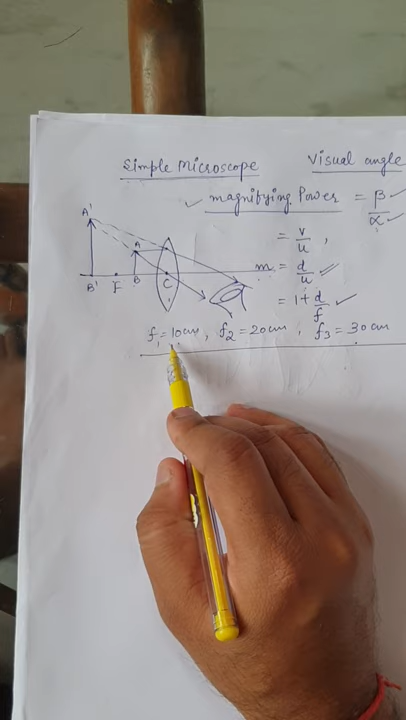 Simple Microscope Visual angle
magnifying Power = β/α
= v/u ,
m = d/u
= 1+d/f
A'
A
B' F B C
f1=10cm, f2=20cm, f3=30cm